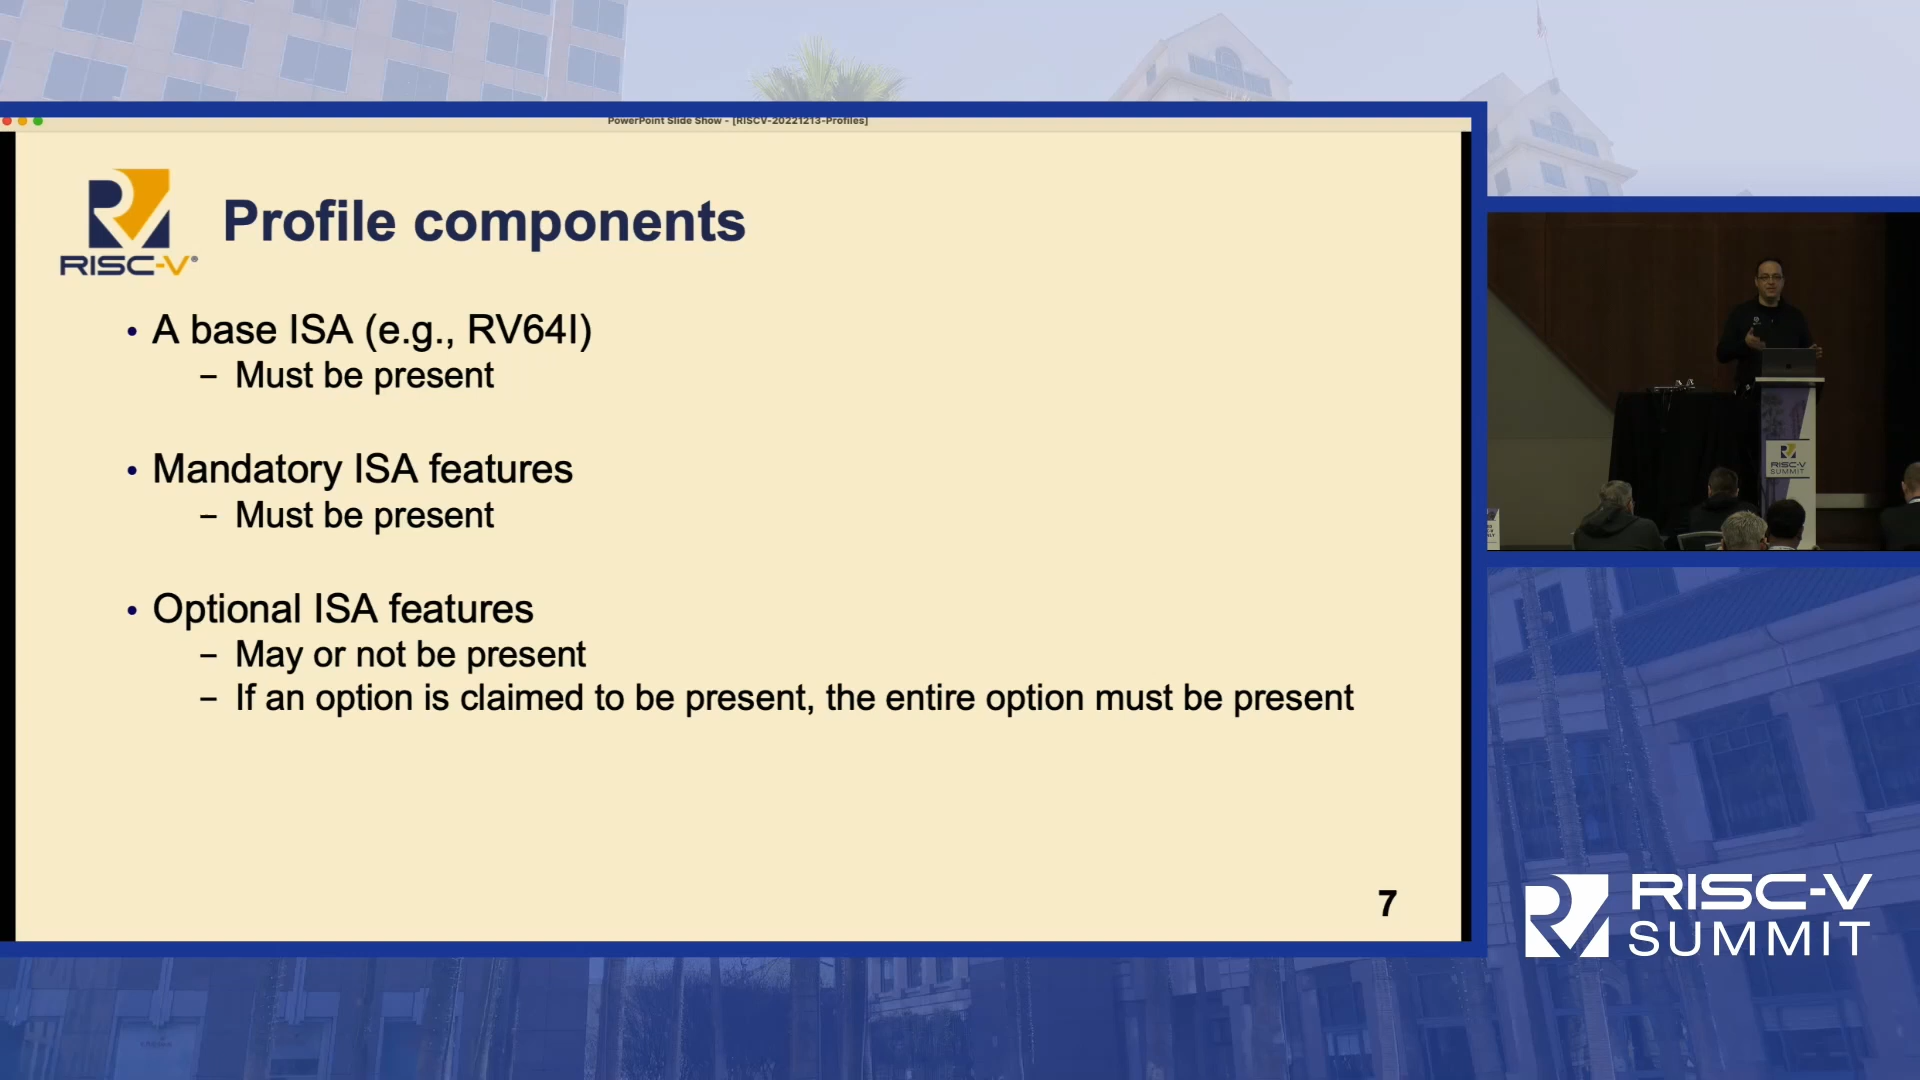 PowerPoint Slide Show - [RISCV-20221213-Profiles]
RISC-V®
Profile components
• A base ISA (e.g., RV64I)
– Must be present
• Mandatory ISA features
– Must be present
• Optional ISA features
– May or not be present
– If an option is claimed to be present, the entire option must be present
7
RISC-V
SUMMIT
RISC-V
SUMMIT